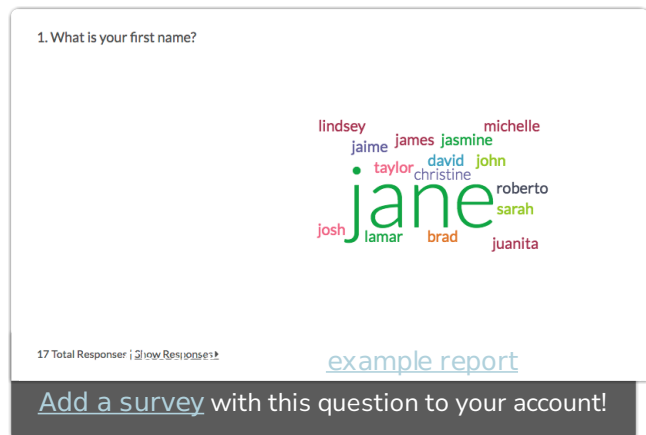 1. What is your first name?
lindsey michelle
jaime james jasmine
taylor david john
christine
jane roberto
sarah
josh lamar brad juanita
17 Total Responses | Show Responses
example report
Add a survey with this question to your account!